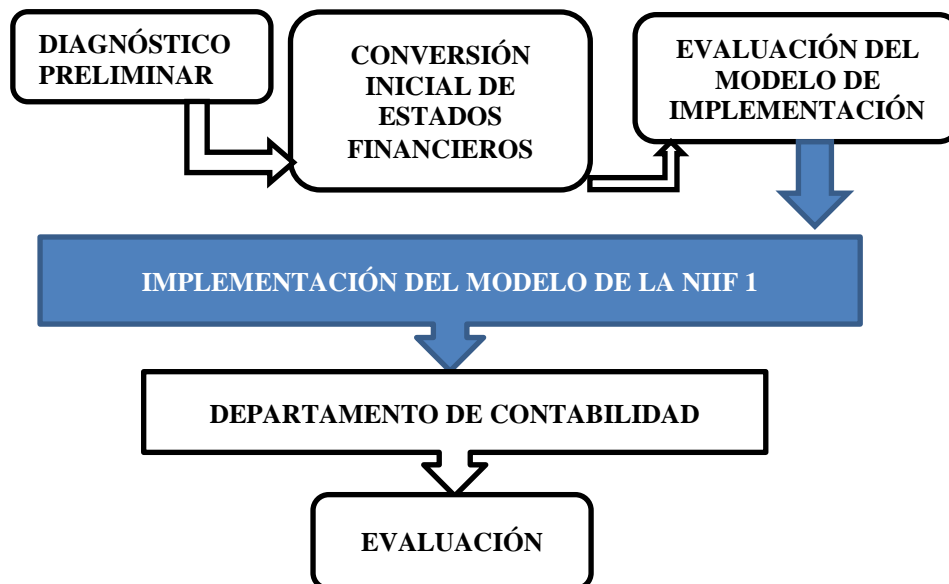 DIAGNÓSTICO
PRELIMINAR
CONVERSIÓN
INICIAL DE
ESTADOS
FINANCIEROS
EVALUACIÓN DEL
MODELO DE
IMPLEMENTACIÓN
IMPLEMENTACIÓN DEL MODELO DE LA NIIF 1
DEPARTAMENTO DE CONTABILIDAD
EVALUACIÓN